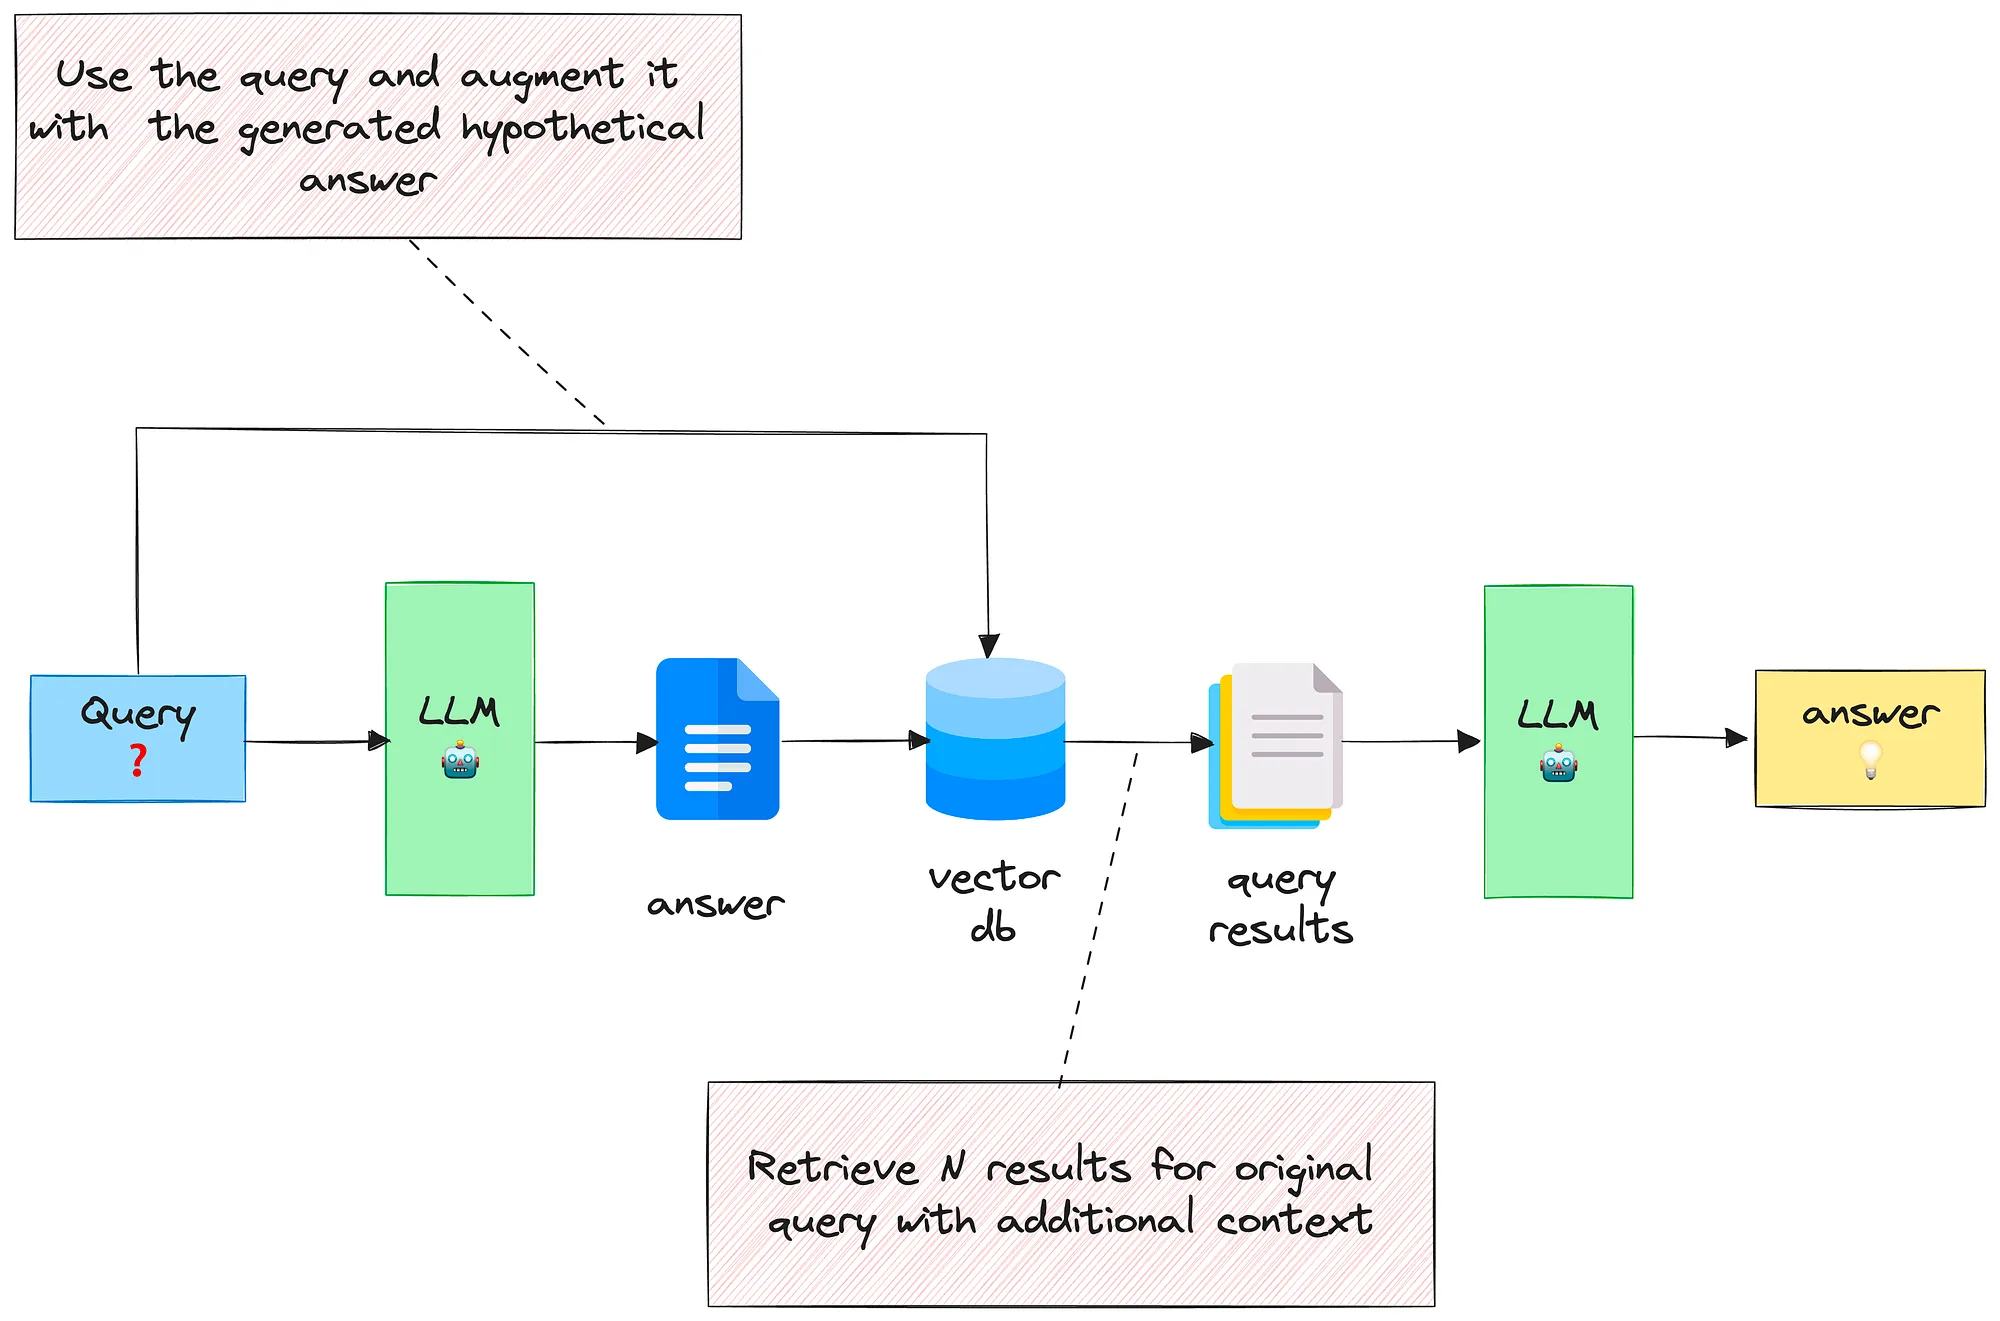 Use the query and augment it
with the generated hypothetical
answer
Query
?
LLM
answer
vector
db
query
results
LLM
answer
Retrieve N results for original
query with additional context